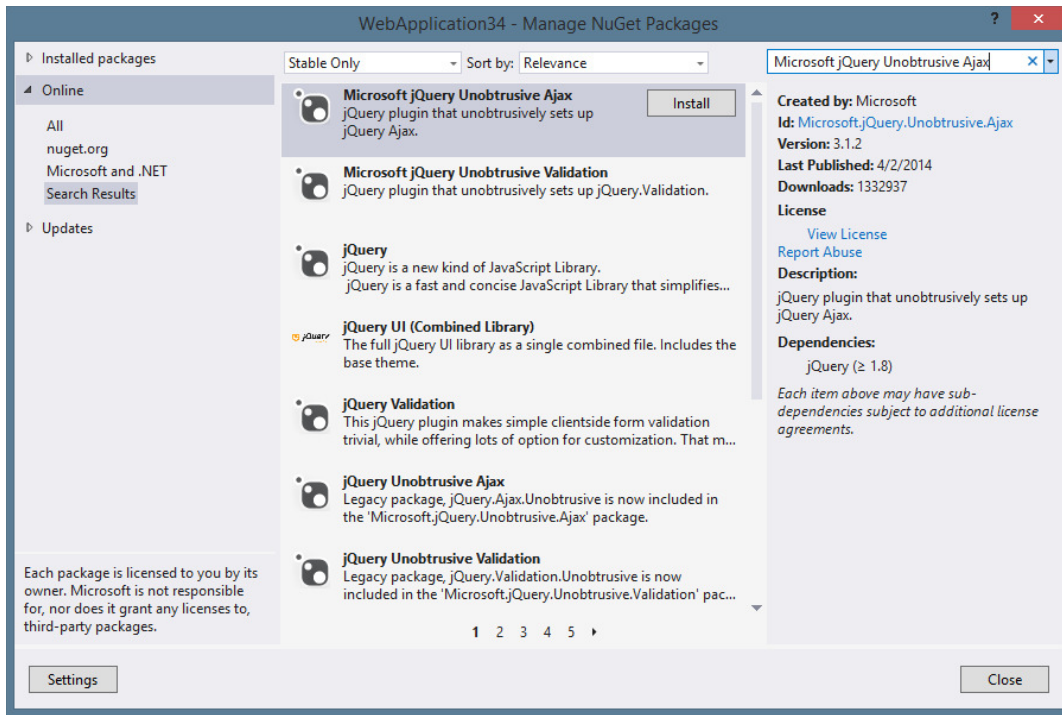 WebApplication34 - Manage NuGet Packages
?
Installed packages
Online
All
nuget.org
Microsoft and .NET
Search Results
Updates
Each package is licensed to you by its
owner. Microsoft is not responsible
for, nor does it grant any licenses to,
third-party packages.
Settings
Stable Only
Sort by: Relevance
Microsoft jQuery Unobtrusive Ajax
jQuery plugin that unobtrusively sets up
jQuery Ajax.
Install
Microsoft jQuery Unobtrusive Validation
jQuery plugin that unobtrusively sets up jQuery.Validation.
jQuery
jQuery is a new kind of JavaScript Library.
jQuery is a fast and concise JavaScript Library that simplifies...
jQuery
jQuery UI (Combined Library)
The full jQuery UI library as a single combined file. Includes the
base theme.
jQuery Validation
This jQuery plugin makes simple clientside form validation
trivial, while offering lots of option for customization. That m...
jQuery Unobtrusive Ajax
Legacy package, jQuery.Ajax.Unobtrusive is now included in
the 'Microsoft.jQuery.Unobtrusive.Ajax' package.
jQuery Unobtrusive Validation
Legacy package, jQuery.Validation.Unobtrusive is now
included in the 'Microsoft.jQuery.Unobtrusive.Validation' pac...
1 2 3 4 5
Microsoft jQuery Unobtrusive Ajax
Created by: Microsoft
Id: Microsoft.jQuery.Unobtrusive.Ajax
Version: 3.1.2
Last Published: 4/2/2014
Downloads: 1332937
License
View License
Report Abuse
Description:
jQuery plugin that unobtrusively sets up
jQuery Ajax.
Dependencies:
jQuery (≥ 1.8)
Each item above may have sub-
dependencies subject to additional license
agreements.
Close